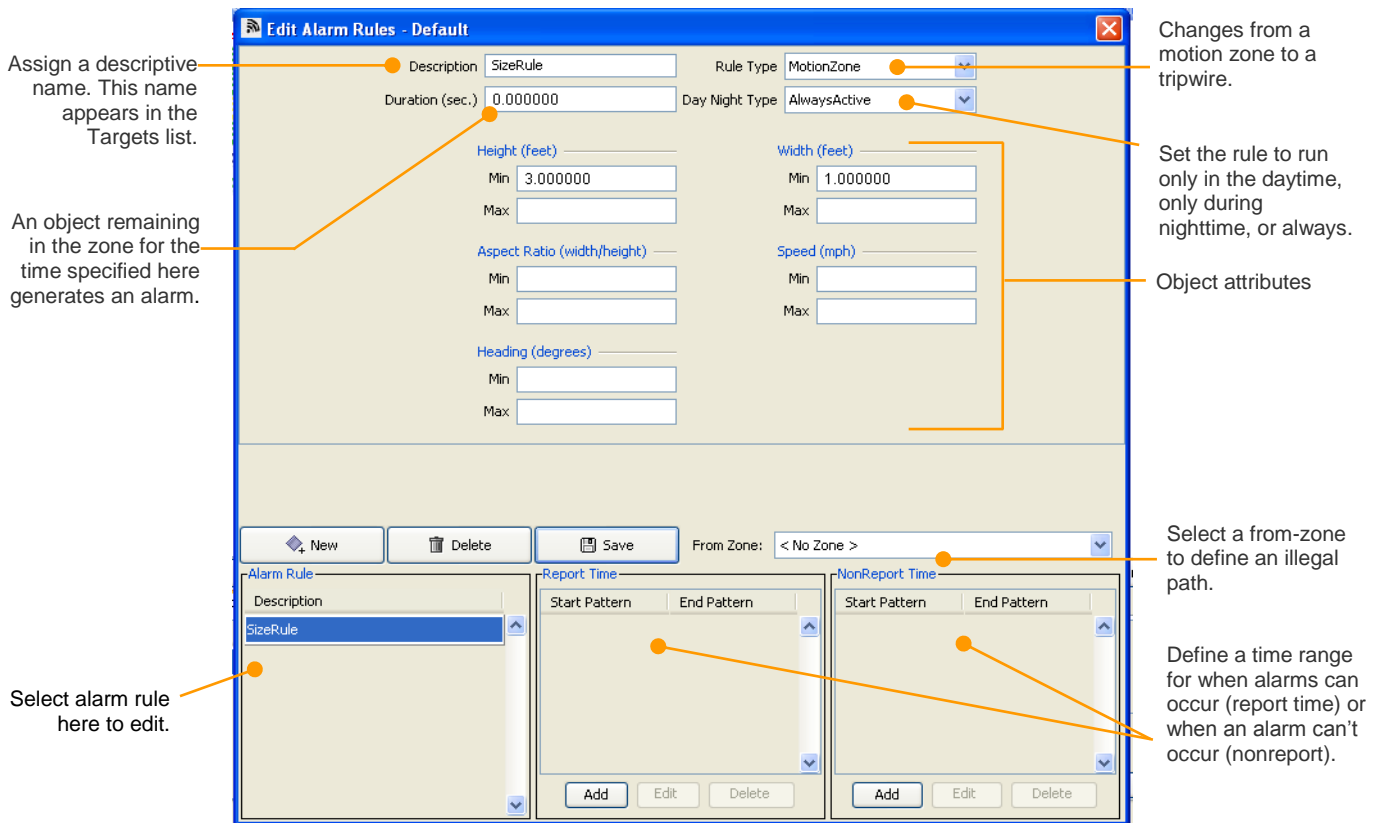 Edit Alarm Rules - Default
Assign a descriptive
name. This name
appears in the
Targets list.
Description SizeRule
Rule Type MotionZone
Changes from a
motion zone to a
tripwire.
Duration (sec.) 0.000000
Day Night Type AlwaysActive
Set the rule to run
only in the daytime,
only during
nighttime, or always.
An object remaining
in the zone for the
time specified here
generates an alarm.
Height (feet)
Min 3.000000
Max
Width (feet)
Min 1.000000
Max
Aspect Ratio (width/height)
Min
Max
Speed (mph)
Min
Max
Object attributes
Heading (degrees)
Min
Max
New
Delete
Save
From Zone: < No Zone >
Select a from-zone
to define an illegal
path.
Alarm Rule
Description
SizeRule
Select alarm rule
here to edit.
Report Time
Start Pattern End Pattern
Add Edit Delete
NonReport Time
Start Pattern End Pattern
Add Edit Delete
Define a time range
for when alarms can
occur (report time) or
when an alarm can't
occur (nonreport).